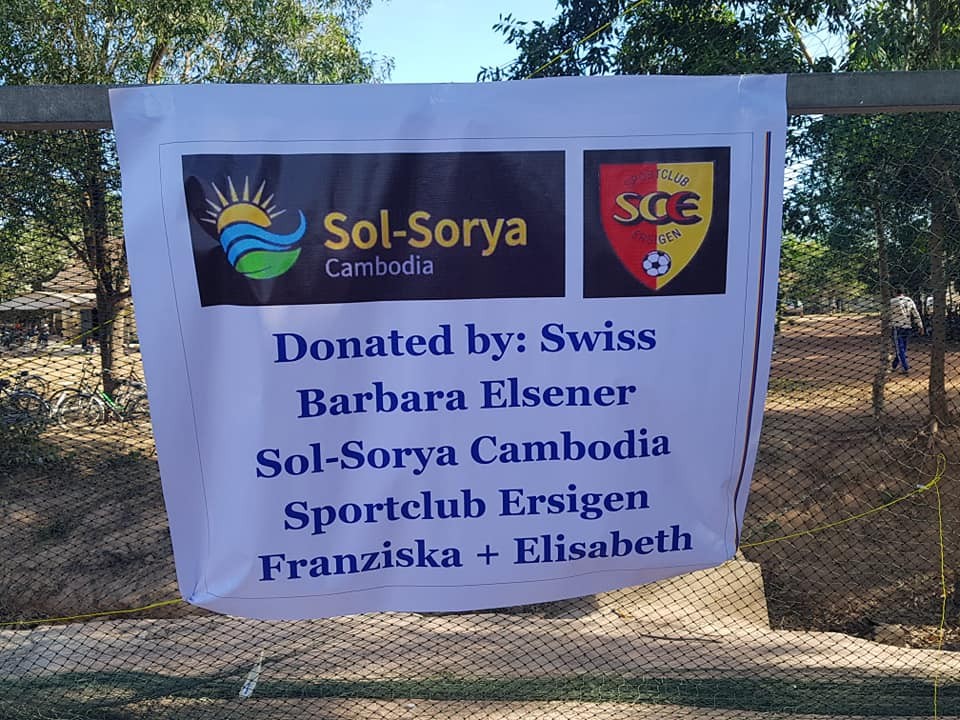 Sol-Sorya
Cambodia
SPORTCLUB
SCE
ERSIGEN
Donated by: Swiss
Barbara Elsener
Sol-Sorya Cambodia
Sportclub Ersigen
Franziska + Elisabeth